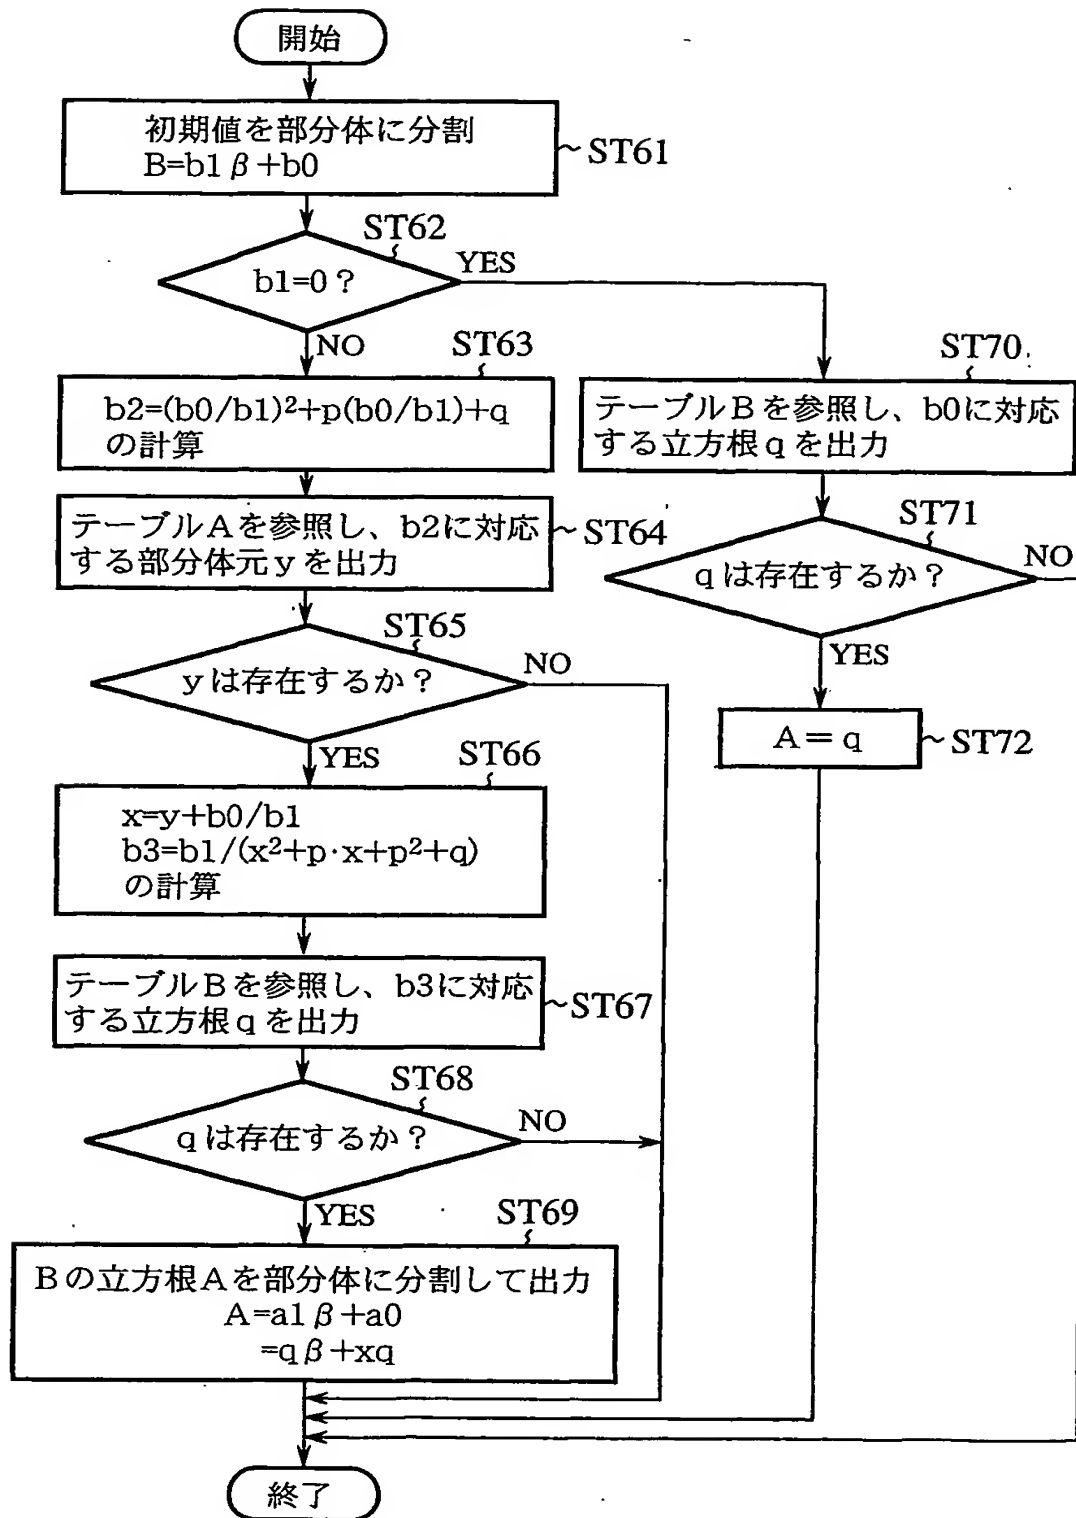 開始
初期値を部分体に分割
B=b1β+b0
ST61
ST62
b1=0？
YES
NO
ST63
b2=(b0/b1)²+p(b0/b1)+q
の計算
テーブルAを参照し、b2に対応
する部分体元yを出力
ST64
ST65
yは存在するか？
NO
YES
ST66
x=y+b0/b1
b3=b1/(x²+p·x+p²+q)
の計算
テーブルBを参照し、b3に対応
する立方根qを出力
ST67
ST68
qは存在するか？
NO
YES
ST69
Bの立方根Aを部分体に分割して出力
A=a1β+a0
=qβ+xq
ST70
テーブルBを参照し、b0に対応
する立方根qを出力
ST71
qは存在するか？
NO
YES
A=q
ST72
終了